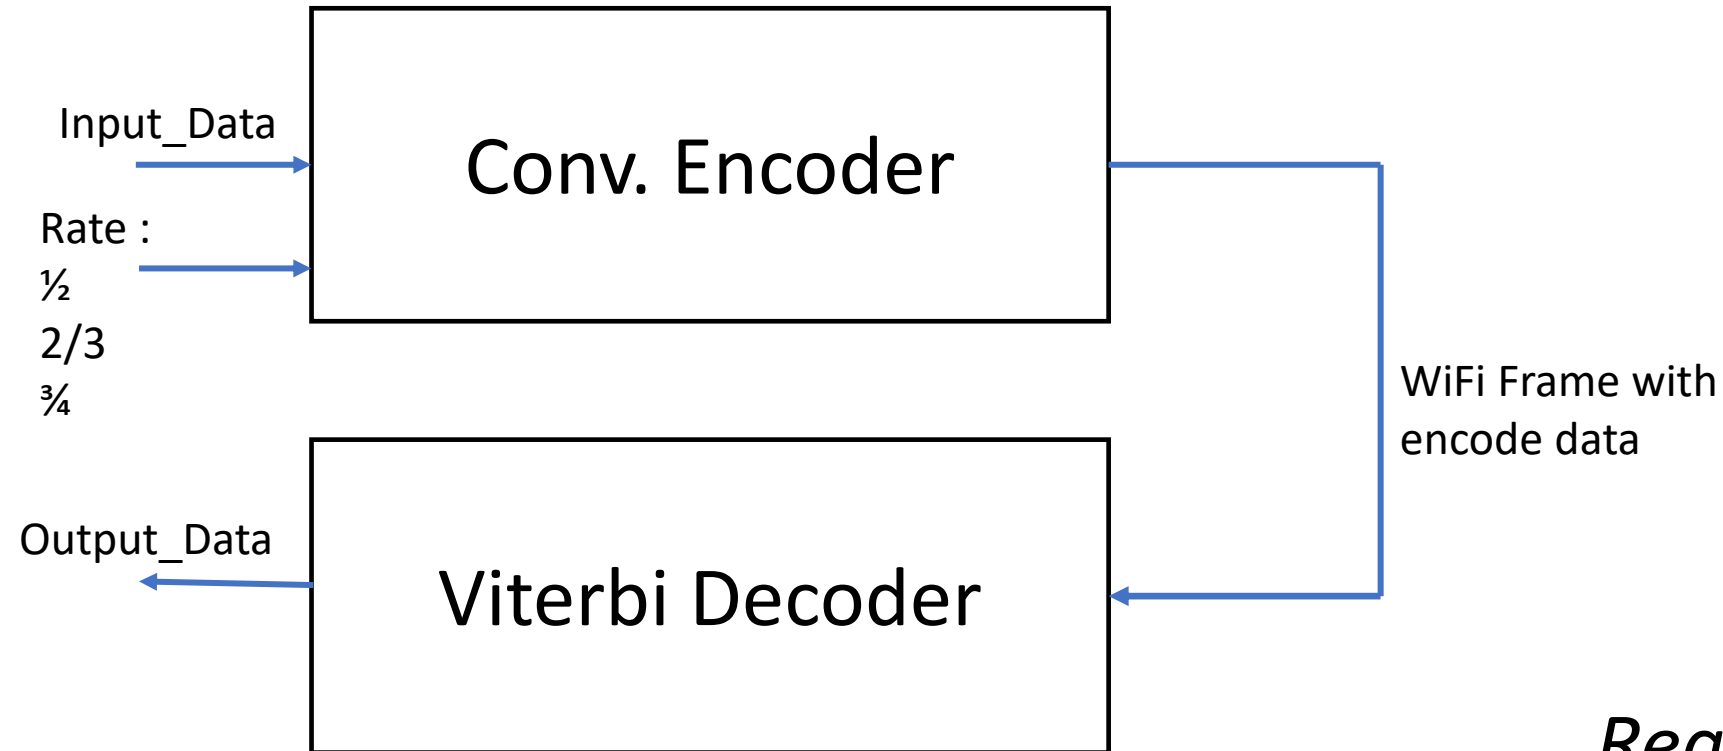 Input_Data
Conv. Encoder
Rate :
½
2/3
¾
WiFi Frame with
encode data
Output_Data
Viterbi Decoder